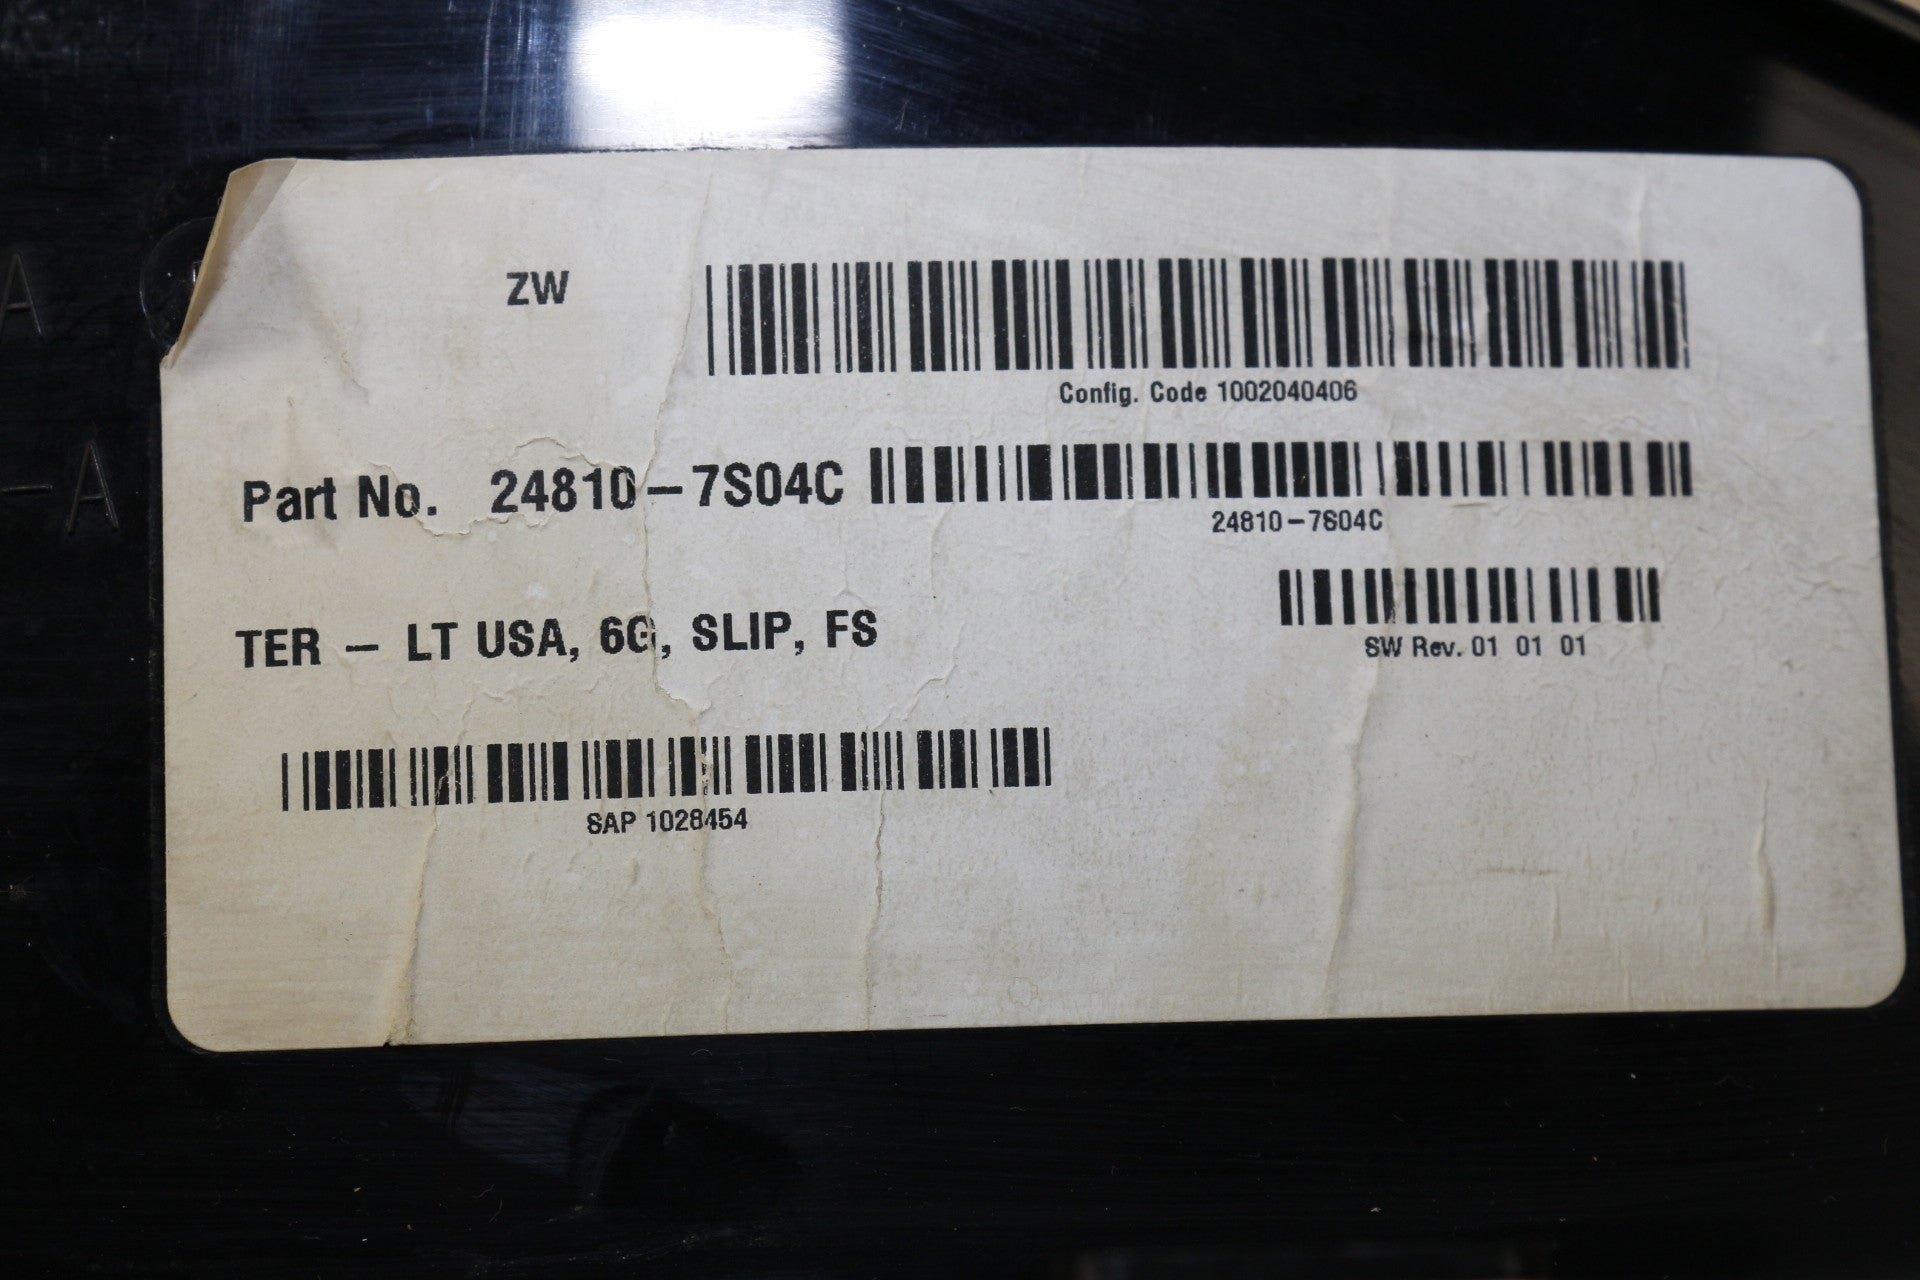 ZW
Config. Code 1002040406
Part No. 24810-7S04C
24810-7S04C
TER - LT USA, 6G, SLIP, FS
SW Rev. 01 01 01
SAP 1028454
A
-A